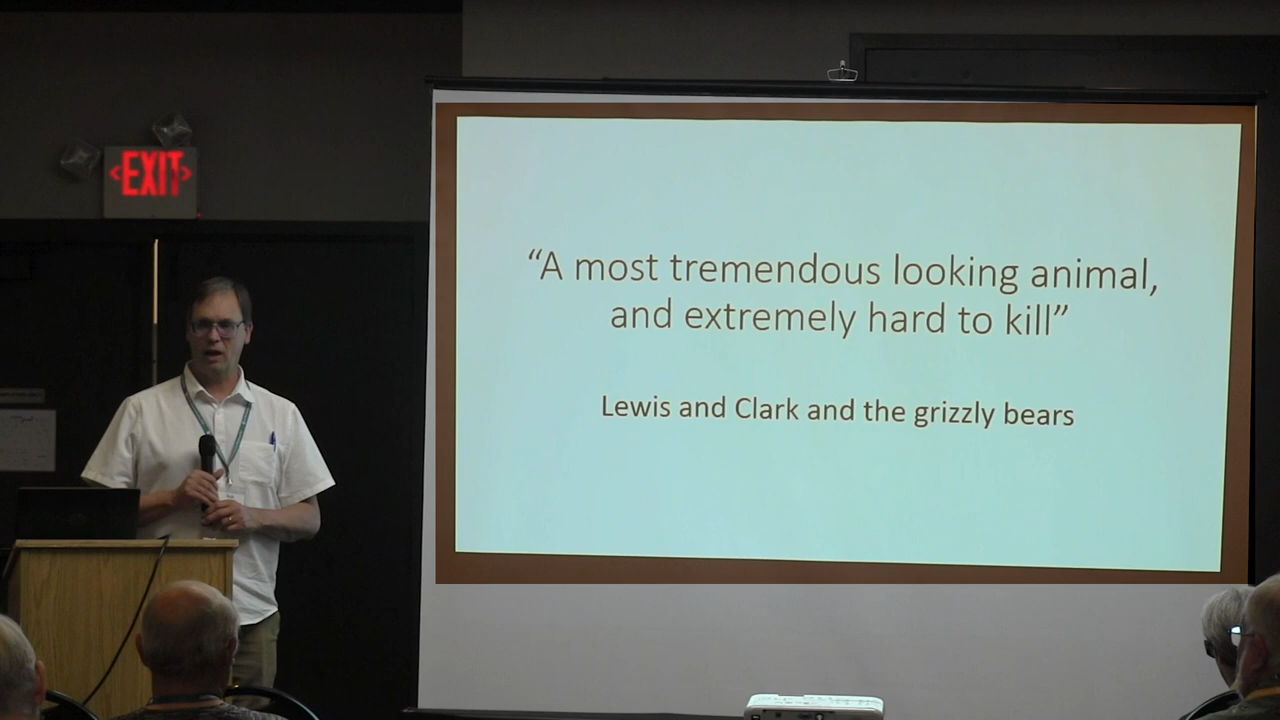 EXIT
“A most tremendous looking animal,
and extremely hard to kill”
Lewis and Clark and the grizzly bears